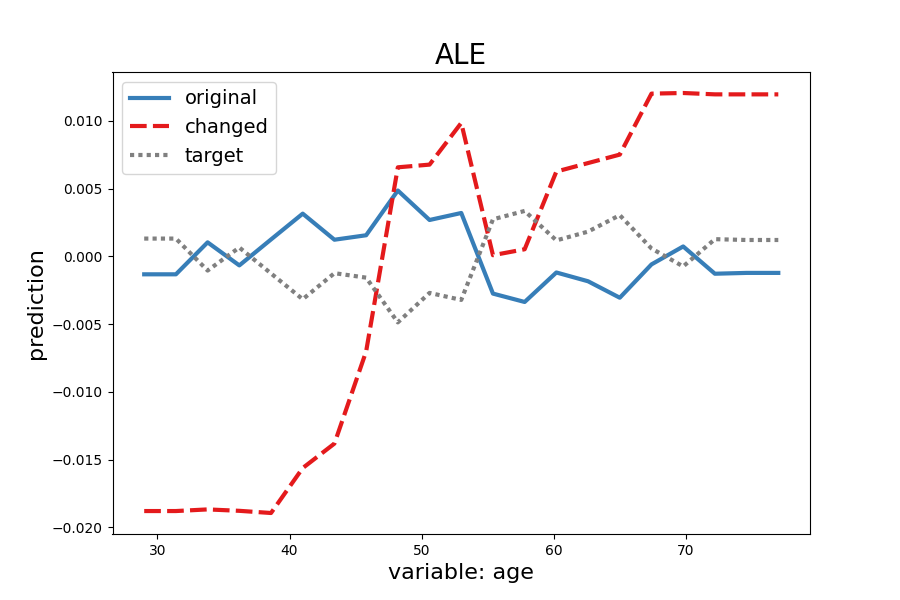 ALE
original
changed
target
0.010
0.005
0.000
−0.005
−0.010
−0.015
−0.020
prediction
30 40 50 60 70
variable: age